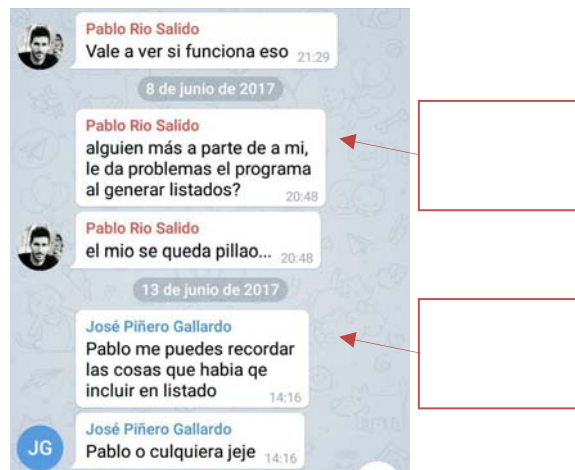 Pablo Rio Salido
Vale a ver si funciona eso 21:29
8 de junio de 2017
Pablo Rio Salido
alguien más a parte de a mi,
le da problemas el programa
al generar listados? 20:48
Pablo Rio Salido
el mio se queda pillao... 20:48
13 de junio de 2017
José Piñero Gallardo
Pablo me puedes recordar
las cosas que habia qe
incluir en listado 14:16
José Piñero Gallardo
JG
Pablo o culquiera jeje 14:16